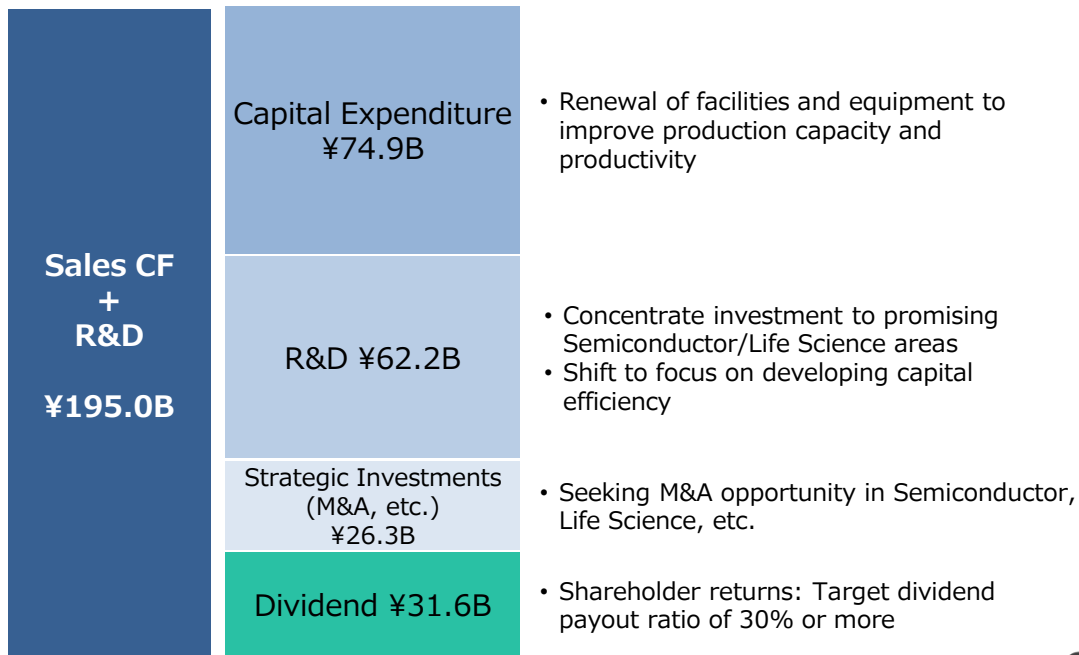 Sales CF
+
R&D
¥195.0B
Capital Expenditure
¥74.9B
• Renewal of facilities and equipment to
improve production capacity and
productivity
R&D ¥62.2B
• Concentrate investment to promising
Semiconductor/Life Science areas
• Shift to focus on developing capital
efficiency
Strategic Investments
(M&A, etc.)
¥26.3B
• Seeking M&A opportunity in Semiconductor,
Life Science, etc.
Dividend ¥31.6B
• Shareholder returns: Target dividend
payout ratio of 30% or more